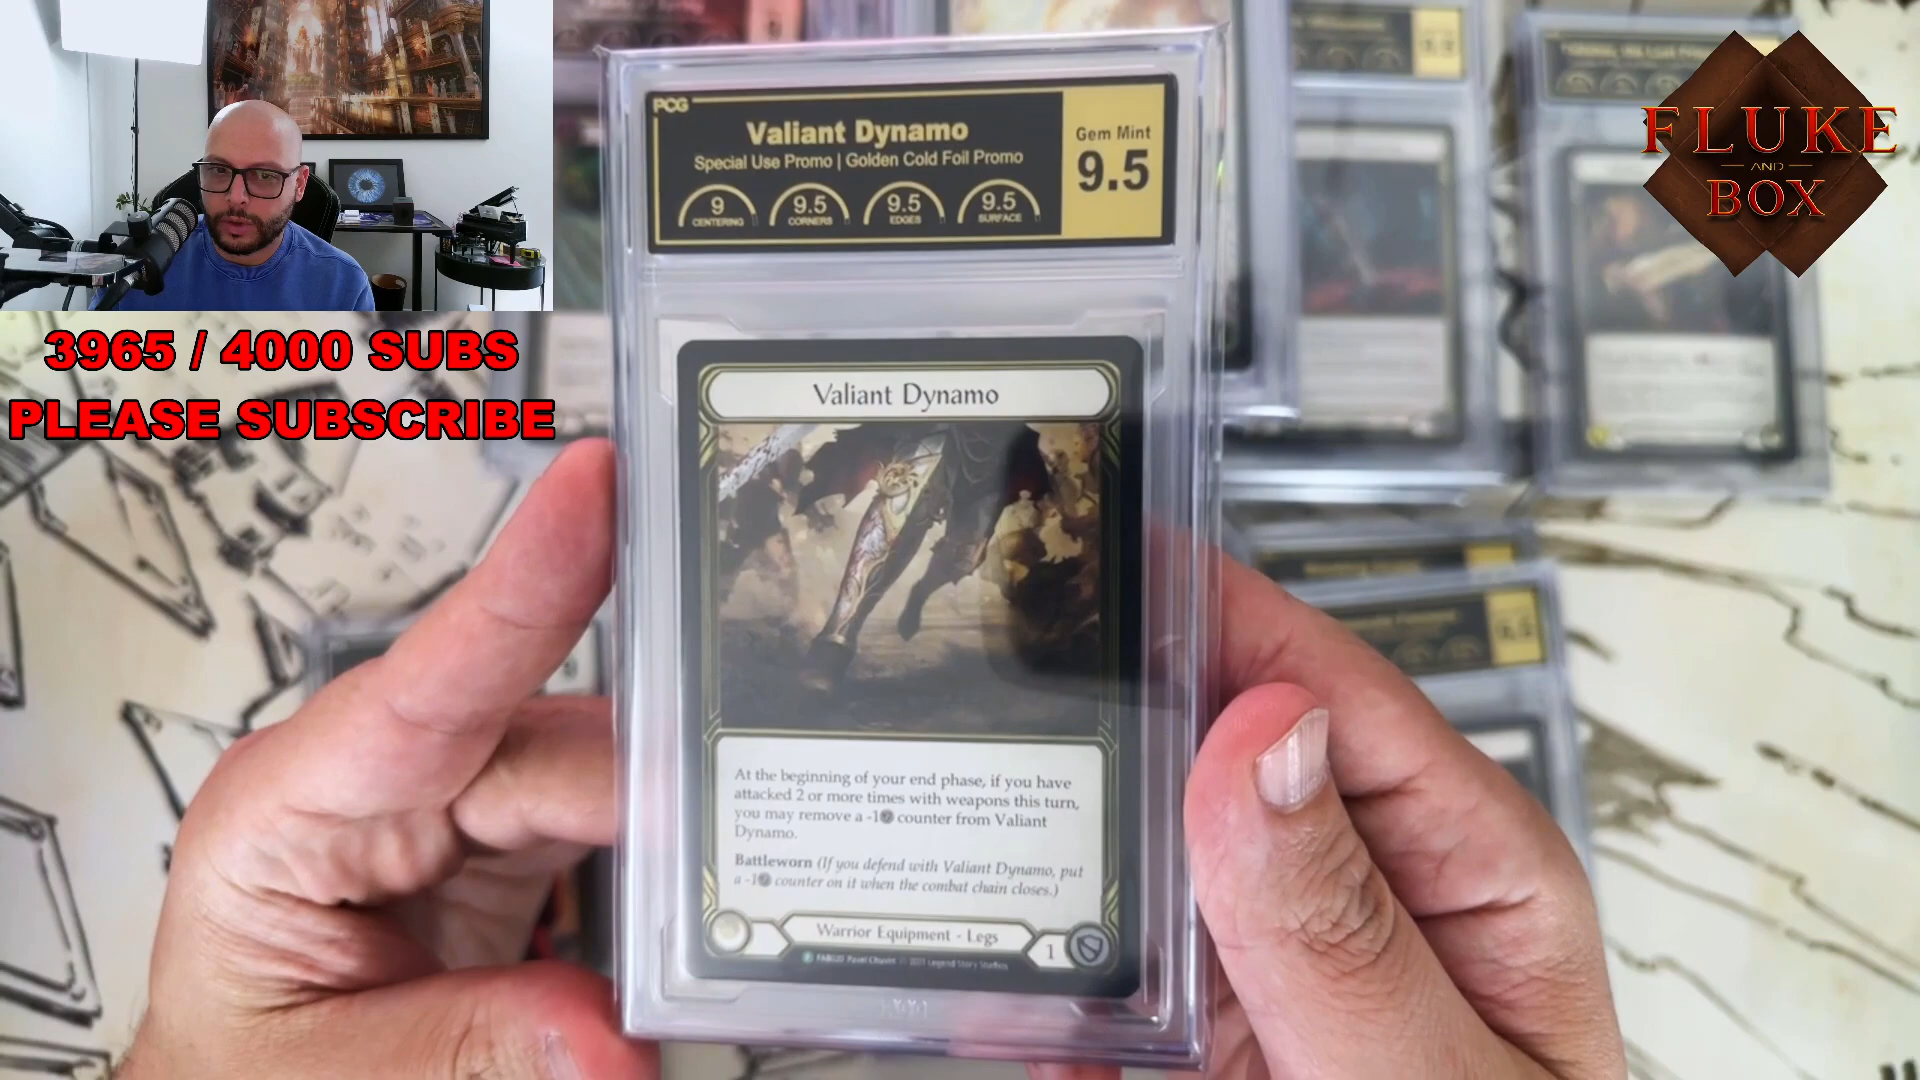 FLUKE
AND
BOX
3965 / 4000 SUBS
PLEASE SUBSCRIBE
PCG
Valiant Dynamo
Special Use Promo | Golden Cold Foil Promo
Gem Mint
9.5
9
CENTERING
9.5
CORNERS
9.5
EDGES
9.5
SURFACE
Valiant Dynamo
At the beginning of your end phase, if you have
attacked 2 or more times with weapons this turn,
you may remove a -1 counter from Valiant
Dynamo.
Battleworn (If you defend with Valiant Dynamo, put
a -1 counter on it when the combat chain closes.)
Warrior Equipment - Legs
1
2021 Legend Story Studios